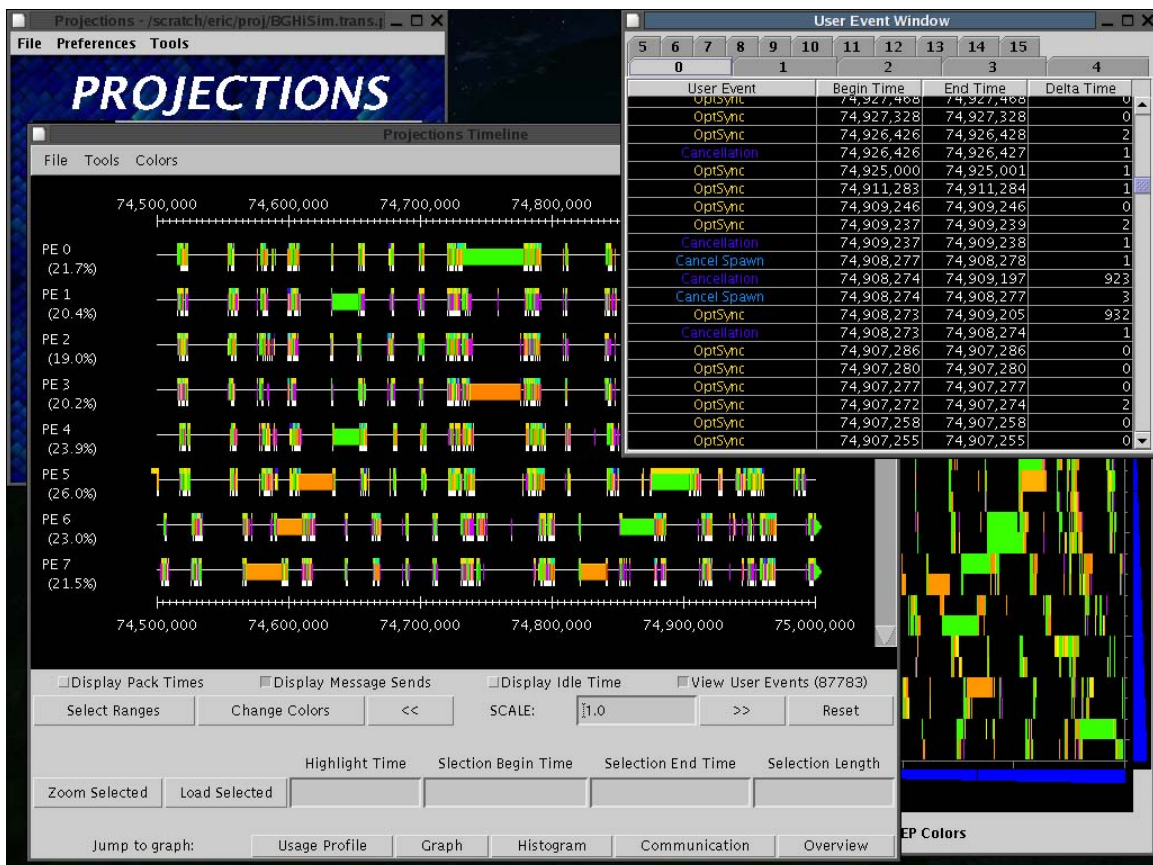 Projections - /scratch/eric/proj/BGHiSim.trans.p
File Preferences Tools
PROJECTIONS
Projections Timeline
File Tools Colors
74,500,000 74,600,000 74,700,000 74,800,000
PE 0
(21.7%)
PE 1
(20.4%)
PE 2
(19.0%)
PE 3
(20.2%)
PE 4
(23.9%)
PE 5
(26.0%)
PE 6
(23.0%)
PE 7
(21.5%)
74,500,000 74,600,000 74,700,000 74,800,000 74,900,000 75,000,000
Display Pack Times Display Message Sends Display Idle Time View User Events (87783)
Select Ranges Change Colors << SCALE: 1.0 >> Reset
Highlight Time Slection Begin Time Selection End Time Selection Length
Zoom Selected Load Selected
Jump to graph: Usage Profile Graph Histogram Communication Overview
User Event Window
5 6 7 8 9 10 11 12 13 14 15
0 1 2 3 4
User Event Begin Time End Time Delta Time
OptSync 74,927,468 74,927,468 0
OptSync 74,927,328 74,927,328 0
OptSync 74,926,426 74,926,428 2
Cancellation 74,926,426 74,926,427 1
OptSync 74,925,000 74,925,001 1
OptSync 74,911,283 74,911,284 1
OptSync 74,909,246 74,909,246 0
OptSync 74,909,237 74,909,239 2
Cancellation 74,909,237 74,909,238 1
Cancel Spawn 74,908,277 74,908,278 1
Cancellation 74,908,274 74,909,197 923
Cancel Spawn 74,908,274 74,908,277 3
OptSync 74,908,273 74,909,205 932
Cancellation 74,908,273 74,908,274 1
OptSync 74,907,286 74,907,286 0
OptSync 74,907,280 74,907,280 0
OptSync 74,907,277 74,907,277 0
OptSync 74,907,272 74,907,274 2
OptSync 74,907,258 74,907,258 0
OptSync 74,907,255 74,907,255 0
EP Colors